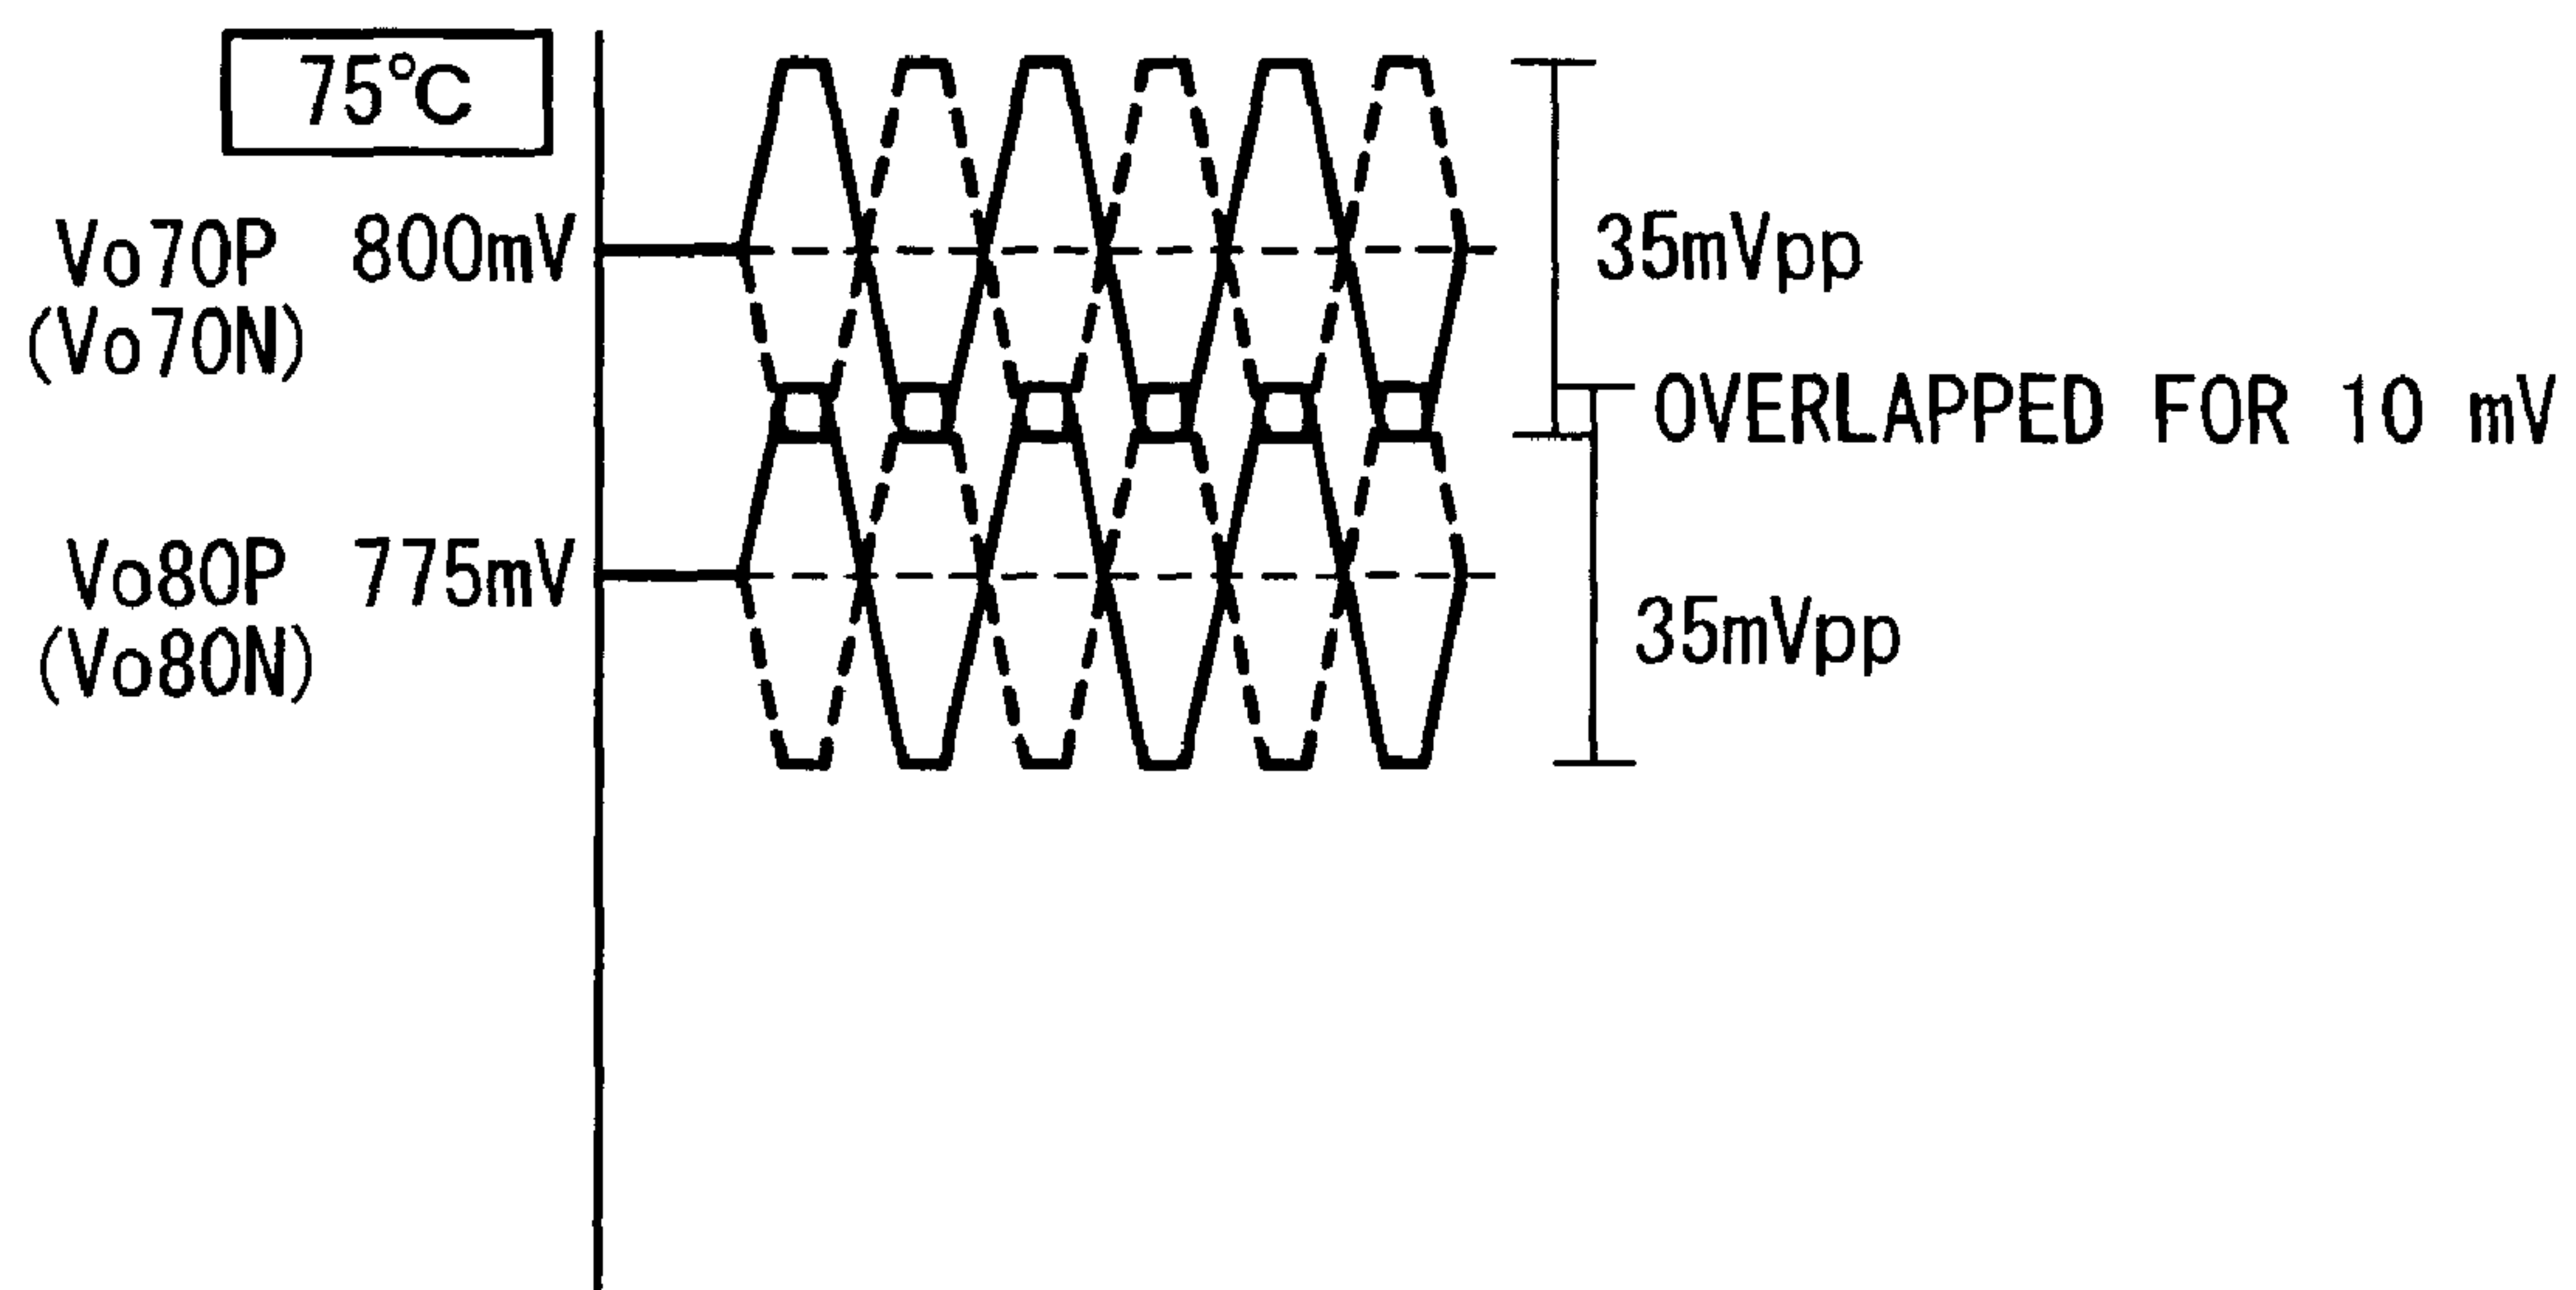 75°C
Vo70P 800mV
(Vo70N)
35mVpp
OVERLAPPED FOR 10 mV
Vo80P 775mV
(Vo80N)
35mVpp